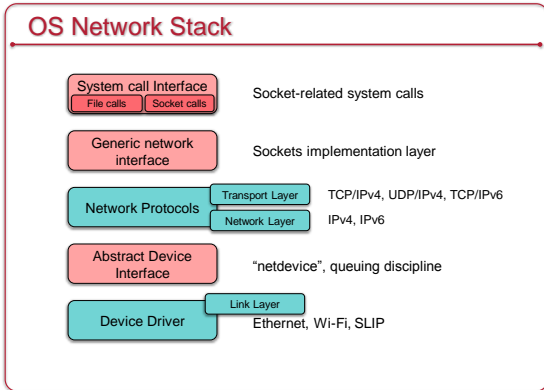 OS Network Stack
System call Interface
File calls
Socket calls
Socket-related system calls
Generic network
interface
Sockets implementation layer
Network Protocols
Transport Layer
TCP/IPv4, UDP/IPv4, TCP/IPv6
Network Layer
IPv4, IPv6
Abstract Device
Interface
“netdevice”, queuing discipline
Device Driver
Link Layer
Ethernet, Wi-Fi, SLIP